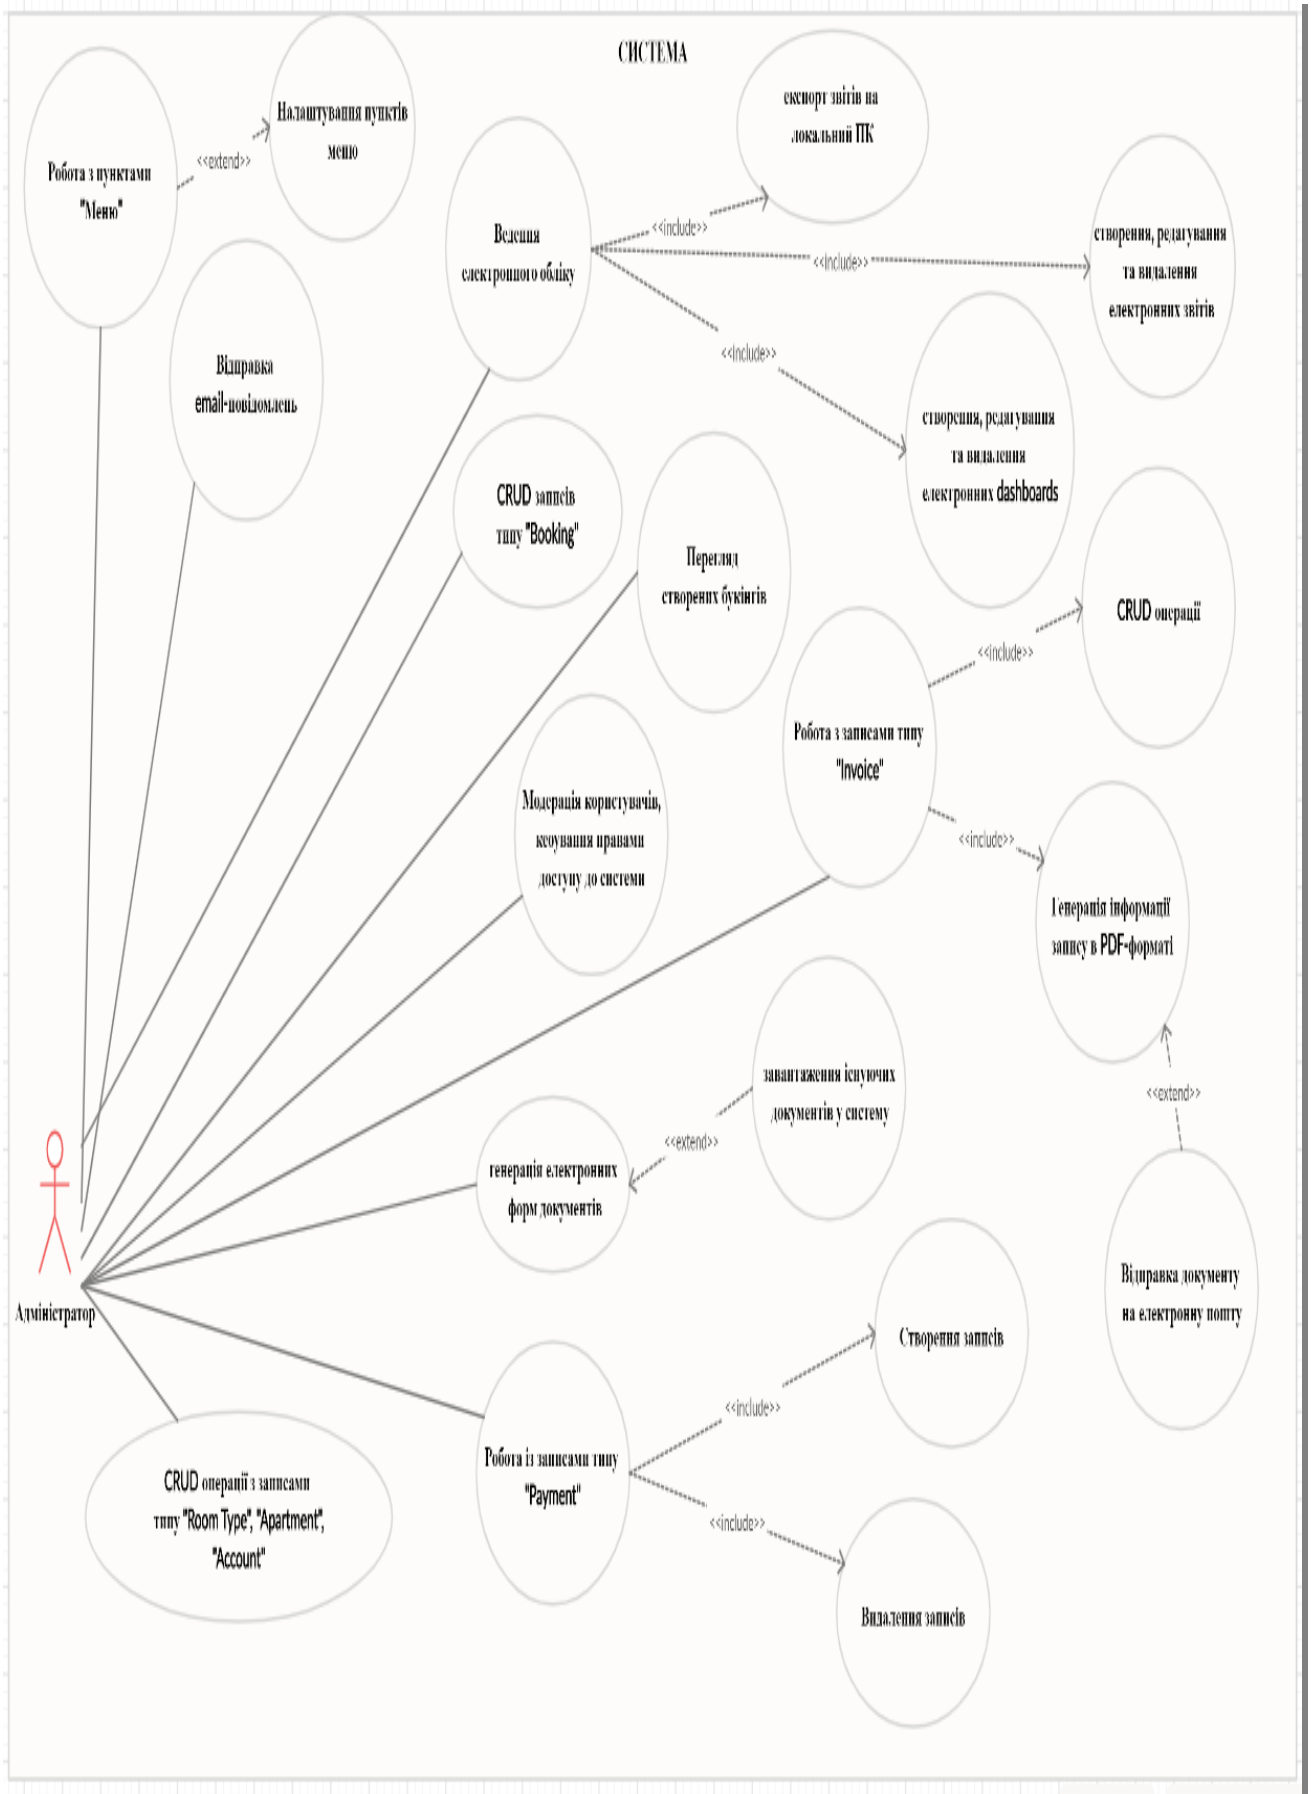 СИСТЕМА
Робота з пунктами
"Меню"
<<extend>>
Налаштування пунктів
меню
Ведення
електронного обліку
<<include>>
експорт звітів на
локальний ПК
<<include>>
створення, редагування
та видалення
електронних звітів
<<include>>
створення, редагування
та видалення
електронних dashboards
Відправка
email-повідомлень
CRUD записів
типу "Booking"
Перегляд
створених букінгів
Робота з записами типу
"Invoice"
<<include>>
CRUD операції
<<include>>
Генерація інформації
запису в PDF-форматі
<<extend>>
Відправка документу
на електронну пошту
Модерація користувачів,
доступу до системи
завантаження існуючих
документів у систему
<<extend>>
генерація електронних
форм документів
Адміністратор
Робота із записами типу
"Payment"
<<include>>
Створення записів
<<include>>
Видалення записів
CRUD операції з записами
типу "Room Type", "Apartment",
"Account"